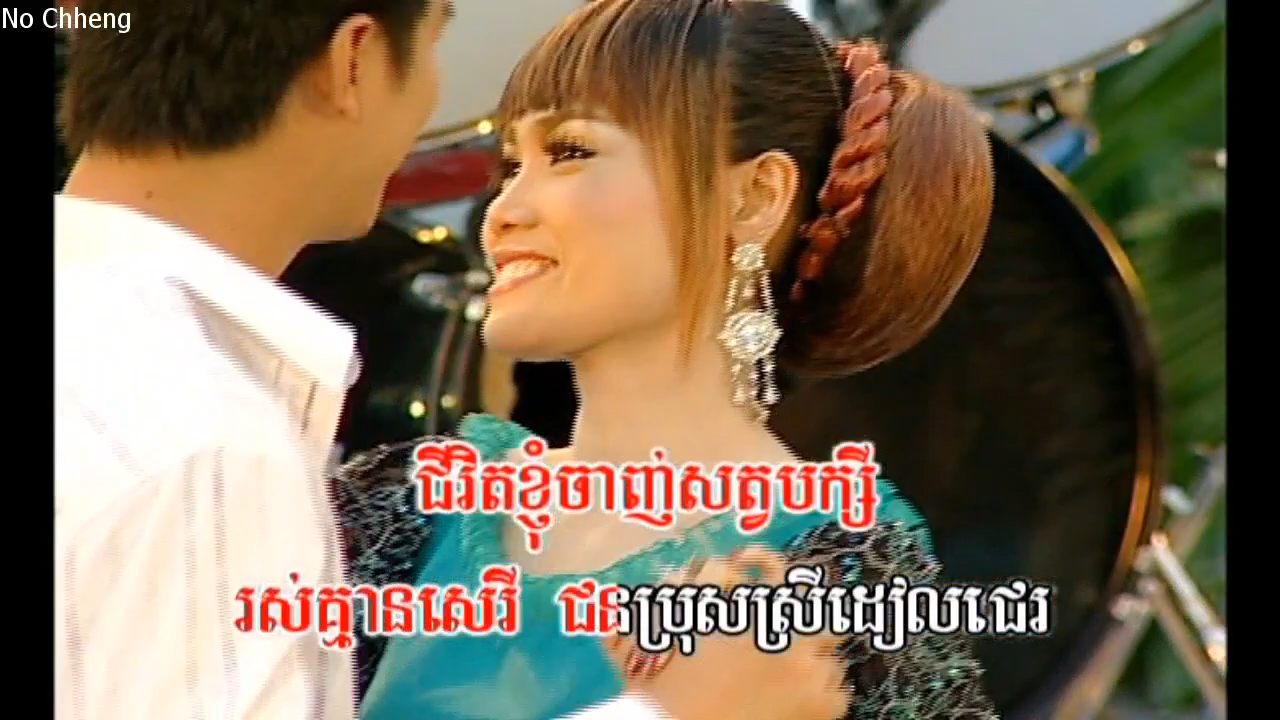 No Chheng
ជីវិតខ្ញុំចាញ់សត្វបក្សី
រស់គ្មានសេរី ជនប្រុសស្រីដៀលជេរ